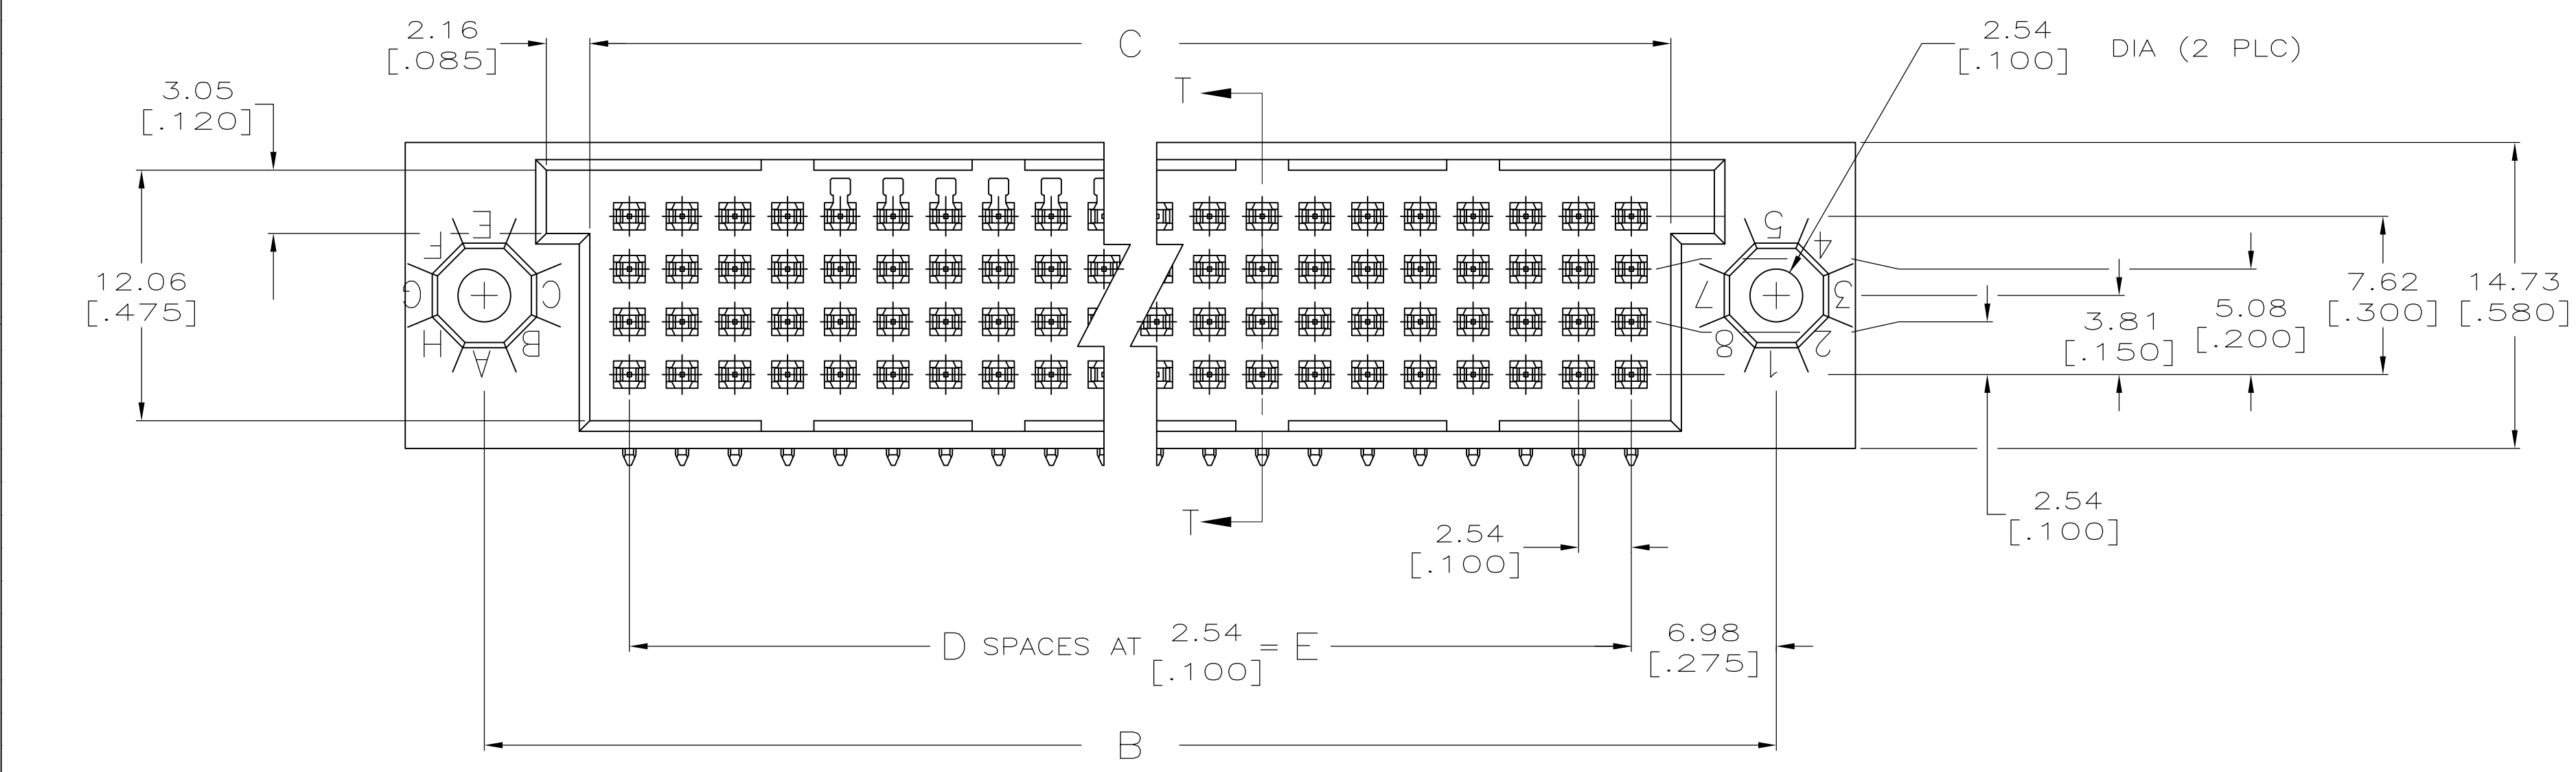 2.16
[.085]
C
2.54
[.100]
DIA (2 PLC)
3.05
[.120]
T
E
F
G
C
H
B
A
5
4
7
3
8
2
1
12.06
[.475]
7.62
[.300]
14.73
[.580]
5.08
[.200]
3.81
[.150]
2.54
[.100]
T
2.54
[.100]
D SPACES AT 2.54 = E
[.100]
6.98
[.275]
B